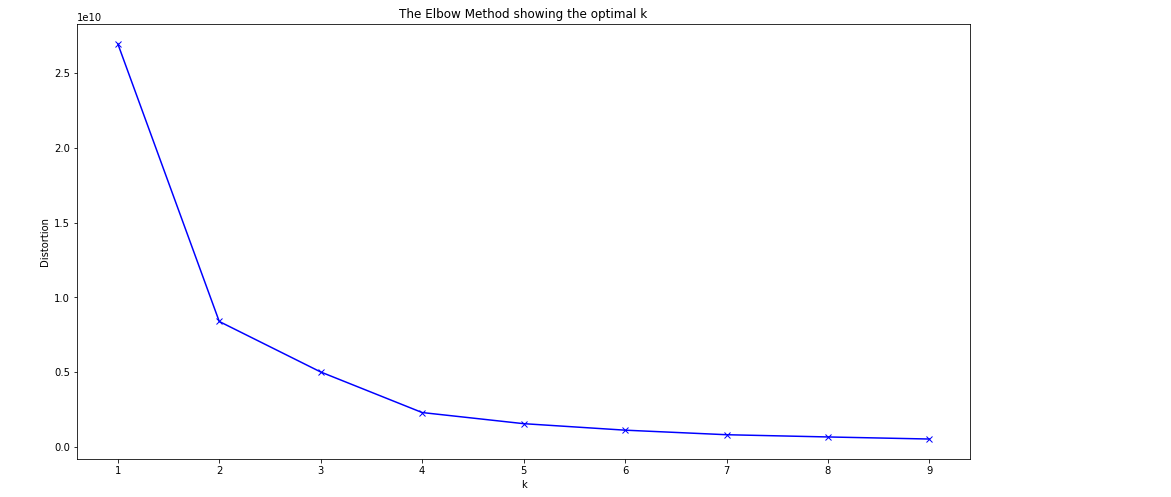 The Elbow Method showing the optimal k
1e10
2.5
2.0
1.5
1.0
0.5
0.0
Distortion
1 2 3 4 5 6 7 8 9
k